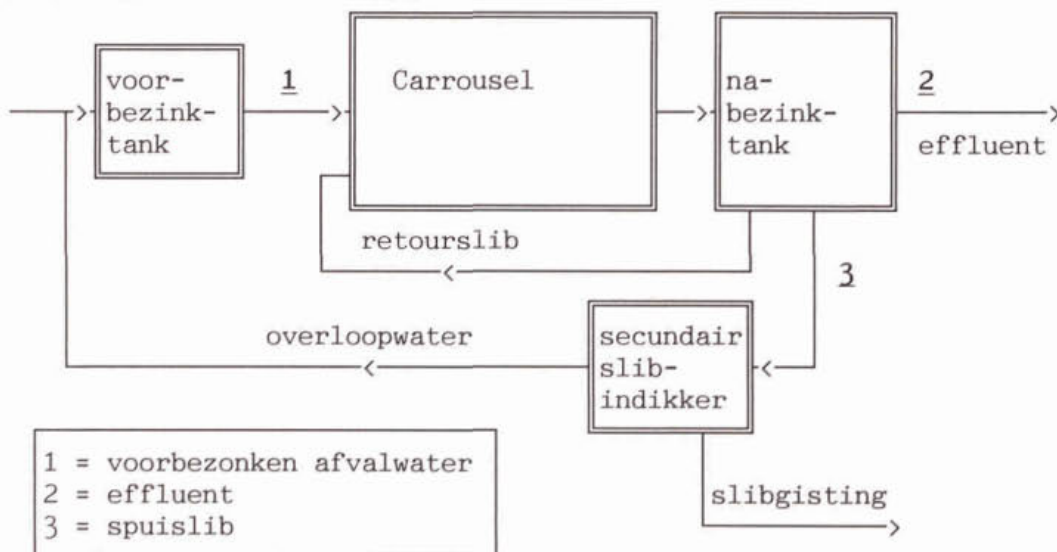 voor-
bezink-
tank
1
Carrousel
na-
bezink-
tank
2
effluent
retourslib
3
overloopwater
secundair
slib-
indikker
1 = voorbezonken afvalwater
2 = effluent
3 = spuislib
slibgisting